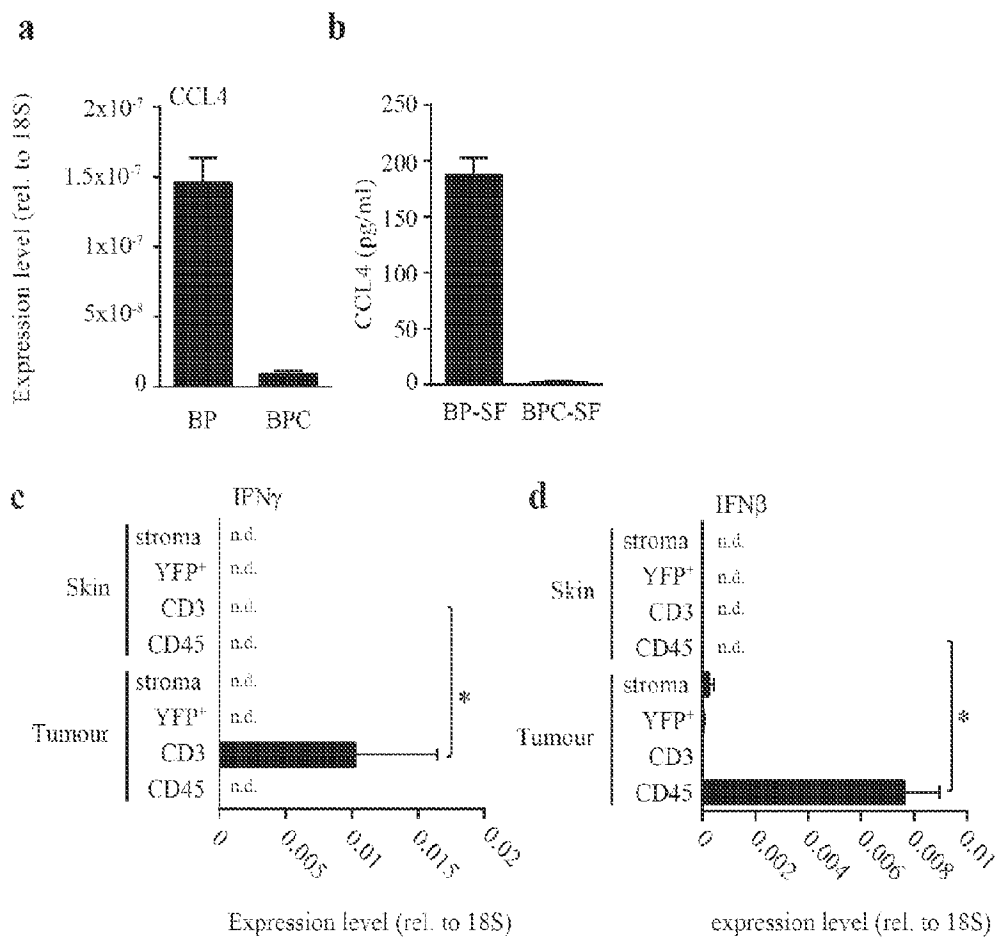 a
CCL4
Expression level (rel. to 18S)
2x10-7
1.5x10-7
1x10-7
5x10-8
0
BP BPC
b
CCL4 (pg/ml)
250
200
150
100
50
0
BP-SF BPC-SF
c
IFNγ
Skin
stroma n.d.
YFP+ n.d.
CD3 n.d.
CD45 n.d.
Tumour
stroma n.d.
YFP+ n.d.
CD3
CD45 n.d.
*
0 0.005 0.01 0.015 0.02
Expression level (rel. to 18S)
d
IFNβ
Skin
stroma n.d.
YFP+ n.d.
CD3 n.d.
CD45 n.d.
Tumour
stroma
YFP+
CD3
CD45
*
0 0.002 0.004 0.006 0.008 0.01
expression level (rel. to 18S)